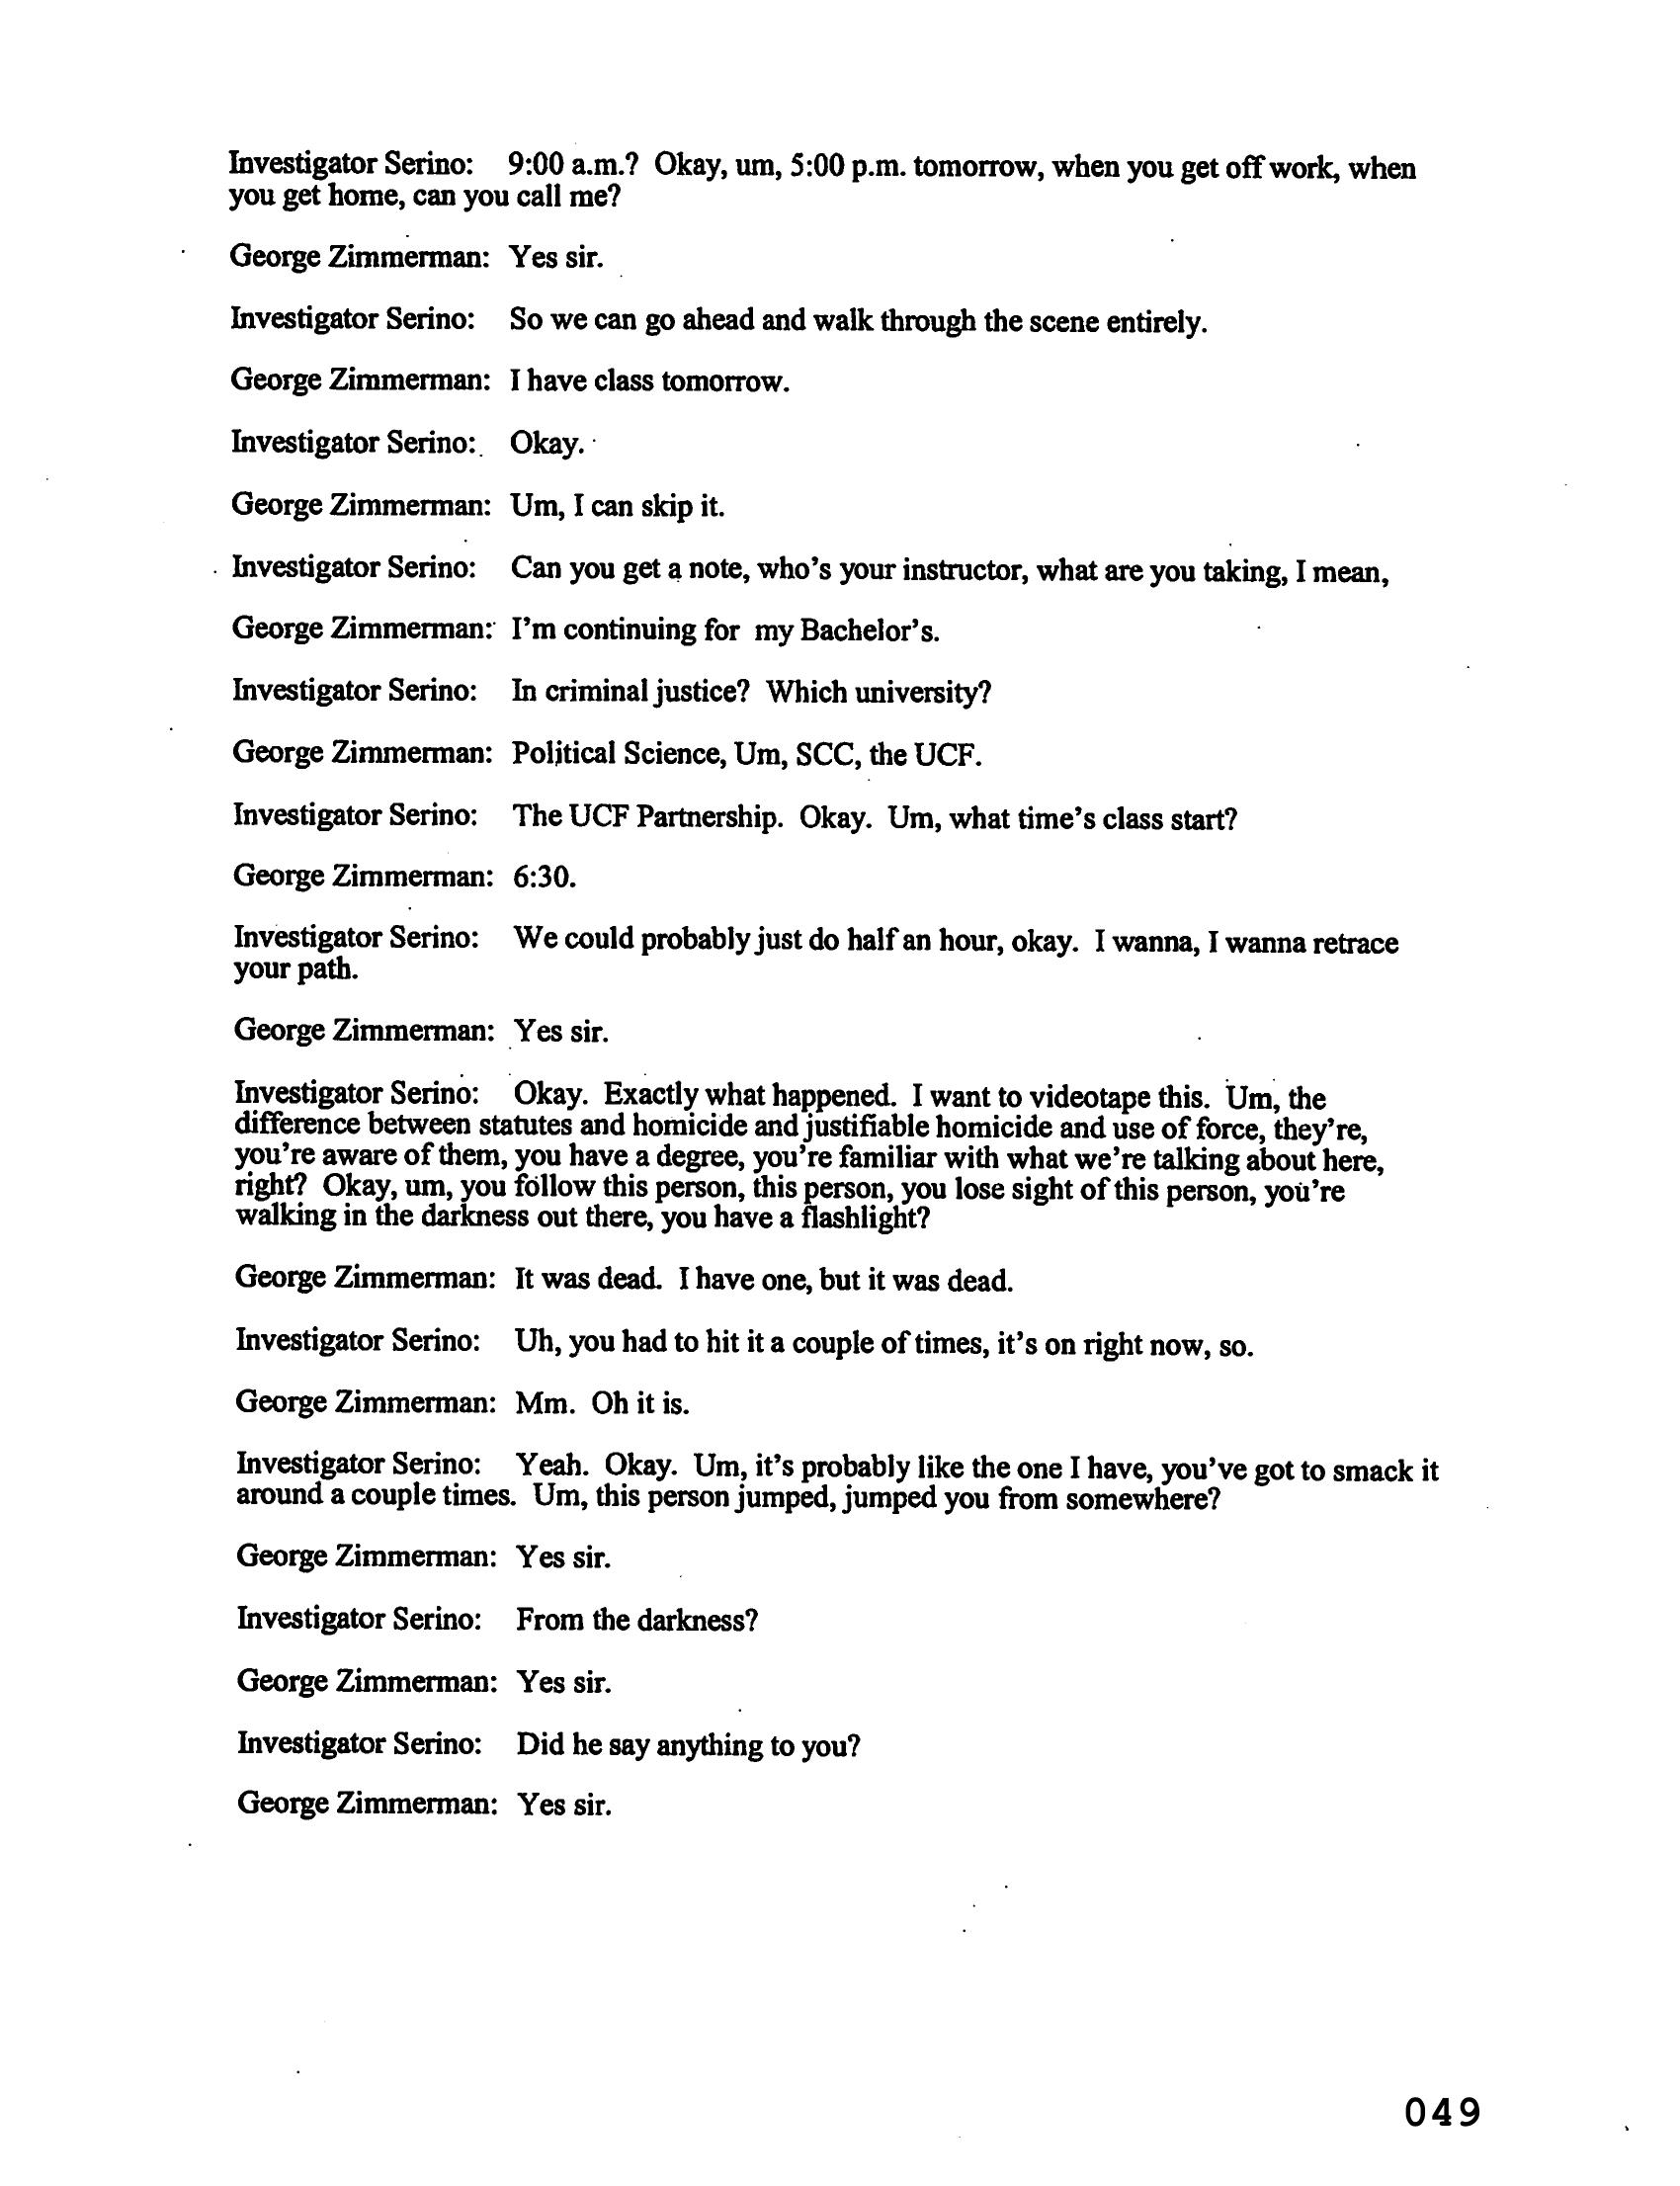 Investigator Serino: 9:00 a.m.? Okay, um, 5:00 p.m. tomorrow, when you get off work, when
you get home, can you call me?
George Zimmerman: Yes sir.
Investigator Serino: So we can go ahead and walk through the scene entirely.
George Zimmerman: I have class tomorrow.
Investigator Serino: Okay.
George Zimmerman: Um, I can skip it.
Investigator Serino: Can you get a note, who's your instructor, what are you taking, I mean,
George Zimmerman: I'm continuing for my Bachelor's.
Investigator Serino: In criminal justice? Which university?
George Zimmerman: Political Science, Um, SCC, the UCF.
Investigator Serino: The UCF Partnership. Okay. Um, what time's class start?
George Zimmerman: 6:30.
Investigator Serino: We could probably just do half an hour, okay. I wanna, I wanna retrace
your path.
George Zimmerman: Yes sir.
Investigator Serino: Okay. Exactly what happened. I want to videotape this. Um, the
difference between statutes and homicide and justifiable homicide and use of force, they're,
you're aware of them, you have a degree, you're familiar with what we're talking about here,
right? Okay, um, you follow this person, this person, you lose sight of this person, you're
walking in the darkness out there, you have a flashlight?
George Zimmerman: It was dead. I have one, but it was dead.
Investigator Serino: Uh, you had to hit it a couple of times, it's on right now, so.
George Zimmerman: Mm. Oh it is.
Investigator Serino: Yeah. Okay. Um, it's probably like the one I have, you've got to smack it
around a couple times. Um, this person jumped, jumped you from somewhere?
George Zimmerman: Yes sir.
Investigator Serino: From the darkness?
George Zimmerman: Yes sir.
Investigator Serino: Did he say anything to you?
George Zimmerman: Yes sir.
049